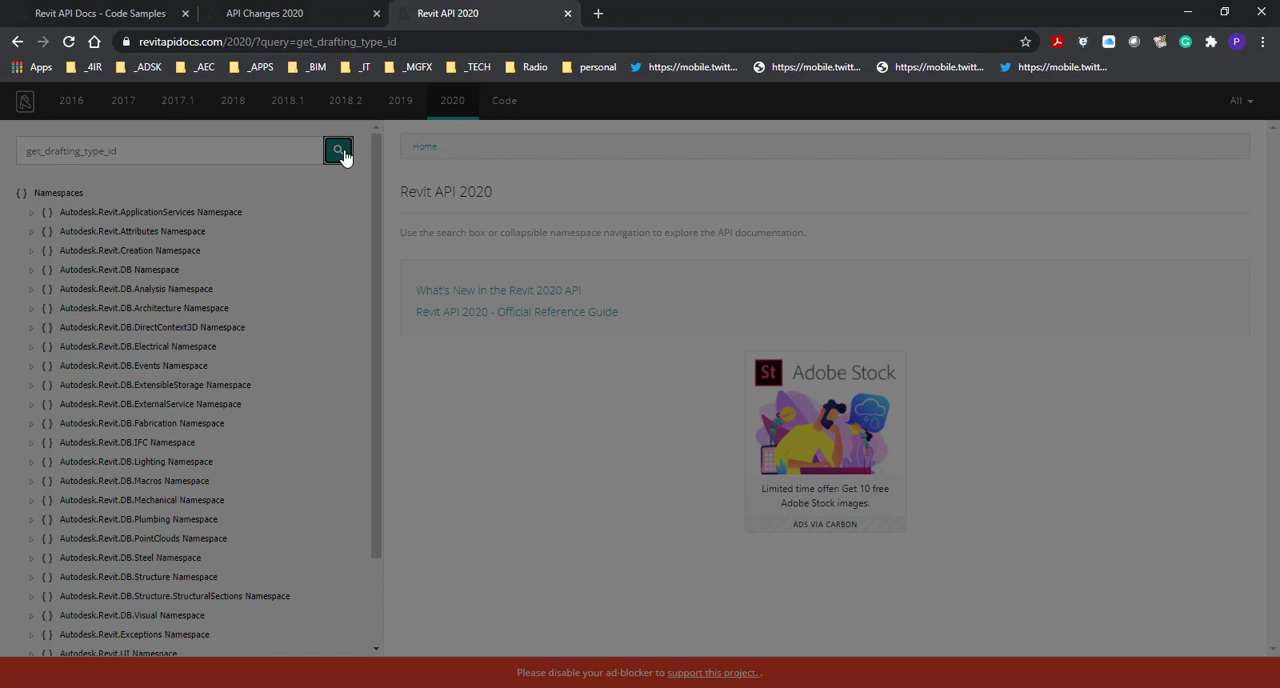 Revit API Docs - Code Samples
API Changes 2020
Revit API 2020
revitapidocs.com/2020/?query=get_drafting_type_id
P
Apps _4IR _ADSK _AEC _APPS _BIM _IT _MGFX _TECH Radio personal https://mobile.twitt... https://mobile.twitt... https://mobile.twitt... https://mobile.twitt...
2016 2017 2017.1 2018 2018.1 2018.2 2019 2020 Code All
get_drafting_type_id
{ } Namespaces
{ } Autodesk.Revit.ApplicationServices Namespace
{ } Autodesk.Revit.Attributes Namespace
{ } Autodesk.Revit.Creation Namespace
{ } Autodesk.Revit.DB Namespace
{ } Autodesk.Revit.DB.Analysis Namespace
{ } Autodesk.Revit.DB.Architecture Namespace
{ } Autodesk.Revit.DB.DirectContext3D Namespace
{ } Autodesk.Revit.DB.Electrical Namespace
{ } Autodesk.Revit.DB.Events Namespace
{ } Autodesk.Revit.DB.ExtensibleStorage Namespace
{ } Autodesk.Revit.DB.ExternalService Namespace
{ } Autodesk.Revit.DB.Fabrication Namespace
{ } Autodesk.Revit.DB.IFC Namespace
{ } Autodesk.Revit.DB.Lighting Namespace
{ } Autodesk.Revit.DB.Macros Namespace
{ } Autodesk.Revit.DB.Mechanical Namespace
{ } Autodesk.Revit.DB.Plumbing Namespace
{ } Autodesk.Revit.DB.PointClouds Namespace
{ } Autodesk.Revit.DB.Steel Namespace
{ } Autodesk.Revit.DB.Structure Namespace
{ } Autodesk.Revit.DB.Structure.StructuralSections Namespace
{ } Autodesk.Revit.DB.Visual Namespace
{ } Autodesk.Revit.Exceptions Namespace
{ } Autodesk.Revit.UI Namespace
Home
Revit API 2020
Use the search box or collapsible namespace navigation to explore the API documentation.
What's New in the Revit 2020 API
Revit API 2020 - Official Reference Guide
St Adobe Stock
Limited time offer: Get 10 free
Adobe Stock images.
ADS VIA CARBON
Please disable your ad-blocker to support this project. .